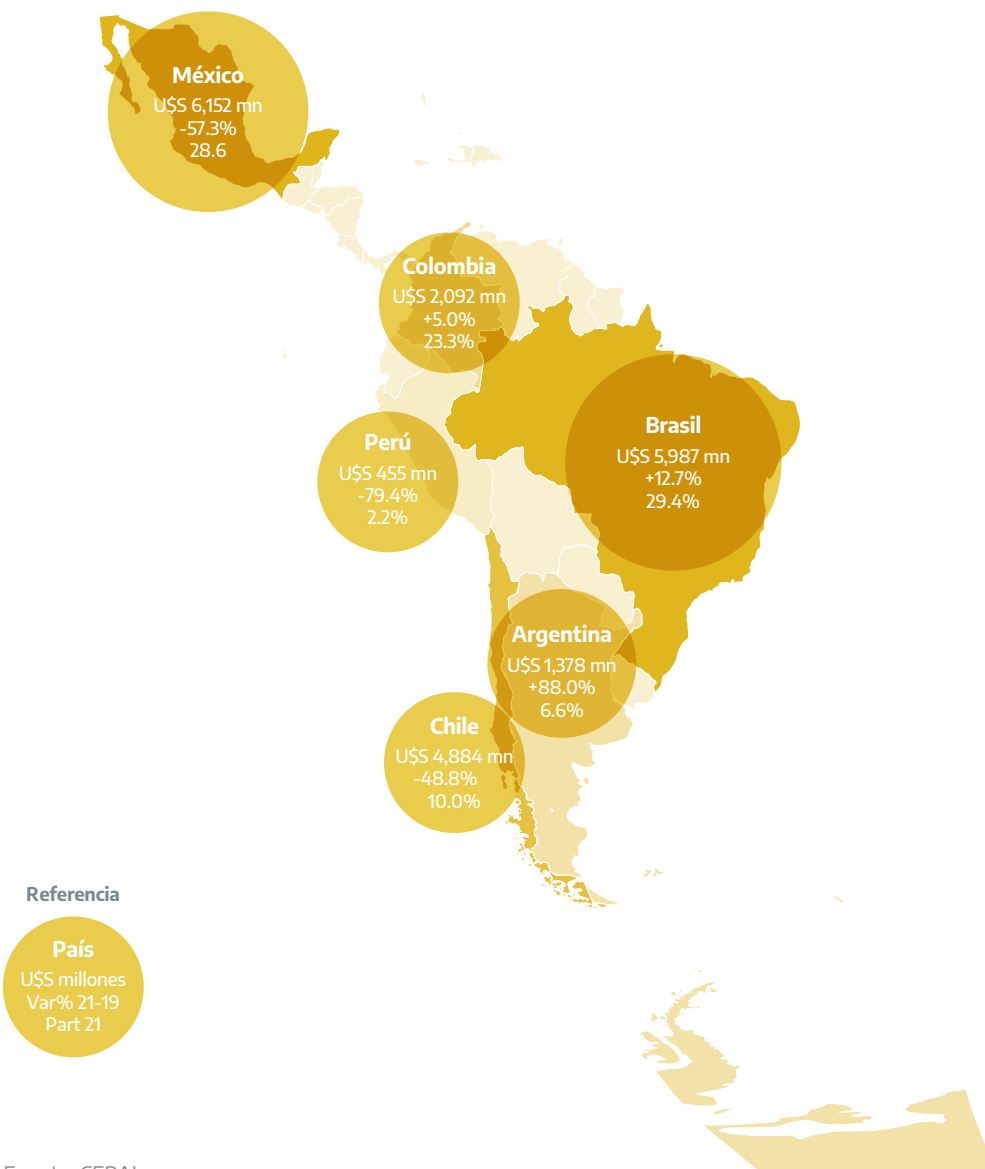 México
U$S 6,152 mn
-57.3%
28.6
Colombia
U$S 2,092 mn
+5.0%
23.3%
Brasil
U$S 5,987 mn
+12.7%
29.4%
Perú
U$S 455 mn
-79.4%
2.2%
Argentina
U$S 1,378 mn
+88.0%
6.6%
Chile
U$S 4,884 mn
-48.8%
10.0%
Referencia
País
U$S millones
Var% 21-19
Part 21